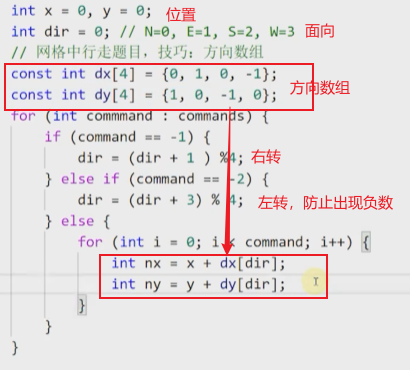 int x = 0, y = 0; 位置
int dir = 0; // N=0, E=1, S=2, W=3 面向
// 网格中行走题目，技巧：方向数组
const int dx[4] = {0, 1, 0, -1};
const int dy[4] = {1, 0, -1, 0}; 方向数组
for (int commmand : commands) {
if (command == -1) {
dir = (dir + 1 ) %4; 右转
} else if (command == -2) {
dir = (dir + 3) % 4; 左转，防止出现负数
} else {
for (int i = 0; i < command; i++) {
int nx = x + dx[dir];
int ny = y + dy[dir];
}
}
}